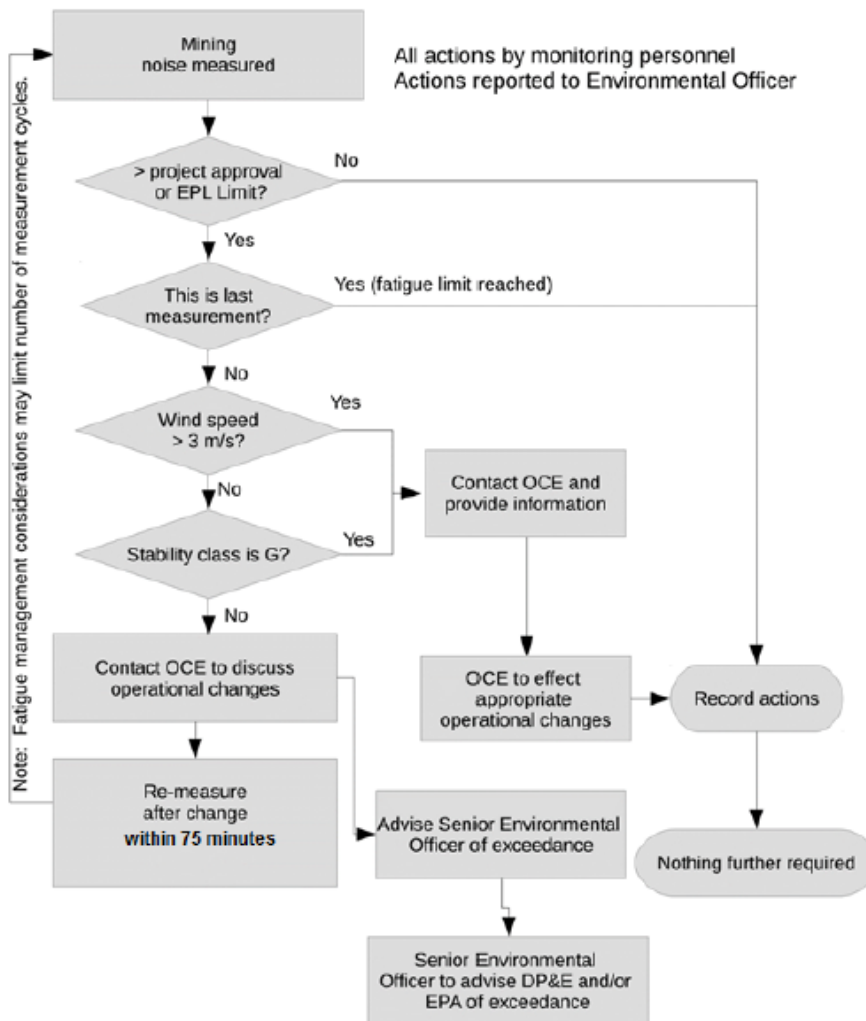 Mining
noise measured
All actions by monitoring personnel
Actions reported to Environmental Officer
Note:  Fatigue management considerations may limit number of measurement cycles.
> project approval
or EPL Limit?
No
Yes
This is last
measurement?
Yes (fatigue limit reached)
No
Wind speed
> 3 m/s?
Yes
No
Contact OCE and
provide information
Stability class is G?
Yes
No
Contact OCE to discuss
operational changes
OCE to effect
appropriate
operational changes
Record actions
Re-measure
after change
within 75 minutes
Advise Senior Environmental
Officer of exceedance
Nothing further required
Senior Environmental
Officer to advise DP&E and/or
EPA of exceedance